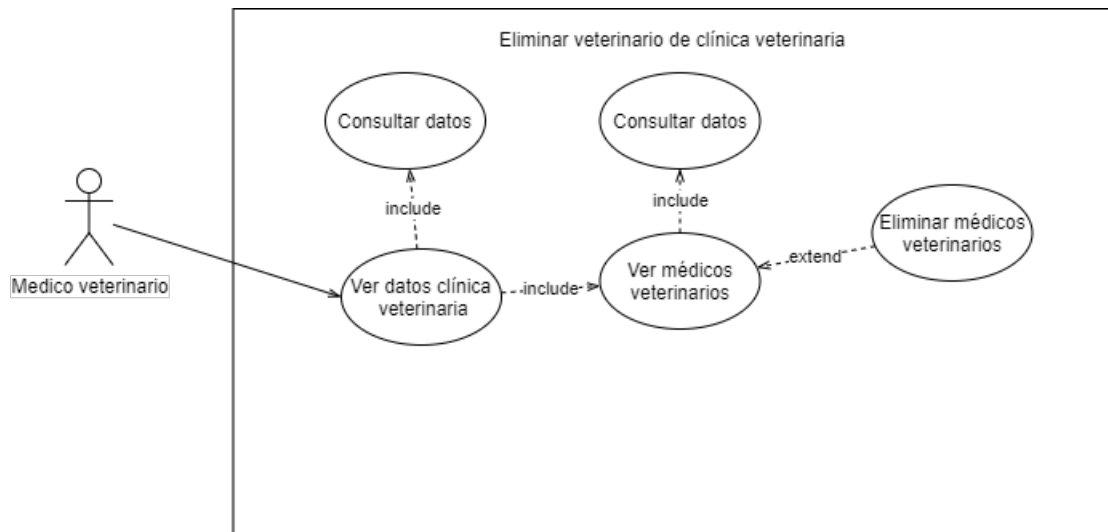 Eliminar veterinario de clínica veterinaria
Consultar datos
Consultar datos
include
include
Eliminar médicos
veterinarios
extend
Medico veterinario
Ver datos clínica
veterinaria
include
Ver médicos
veterinarios